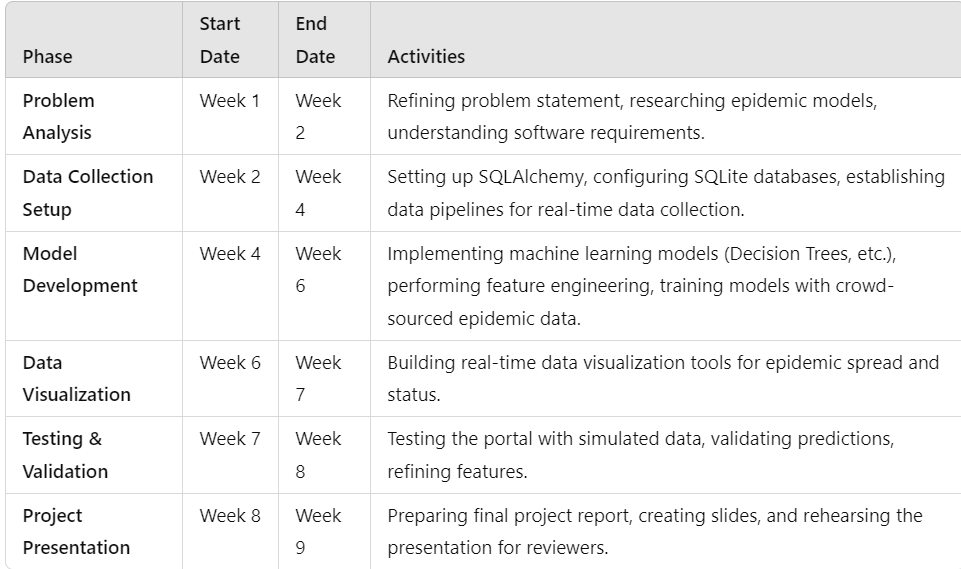 Phase Start Date End Date Activities
Problem Analysis Week 1 Week 2 Refining problem statement, researching epidemic models,
understanding software requirements.
Data Collection Setup Week 2 Week 4 Setting up SQLAlchemy, configuring SQLite databases, establishing
data pipelines for real-time data collection.
Model Development Week 4 Week 6 Implementing machine learning models (Decision Trees, etc.),
performing feature engineering, training models with crowd-
sourced epidemic data.
Data Visualization Week 6 Week 7 Building real-time data visualization tools for epidemic spread and
status.
Testing & Validation Week 7 Week 8 Testing the portal with simulated data, validating predictions,
refining features.
Project Presentation Week 8 Week 9 Preparing final project report, creating slides, and rehearsing the
presentation for reviewers.